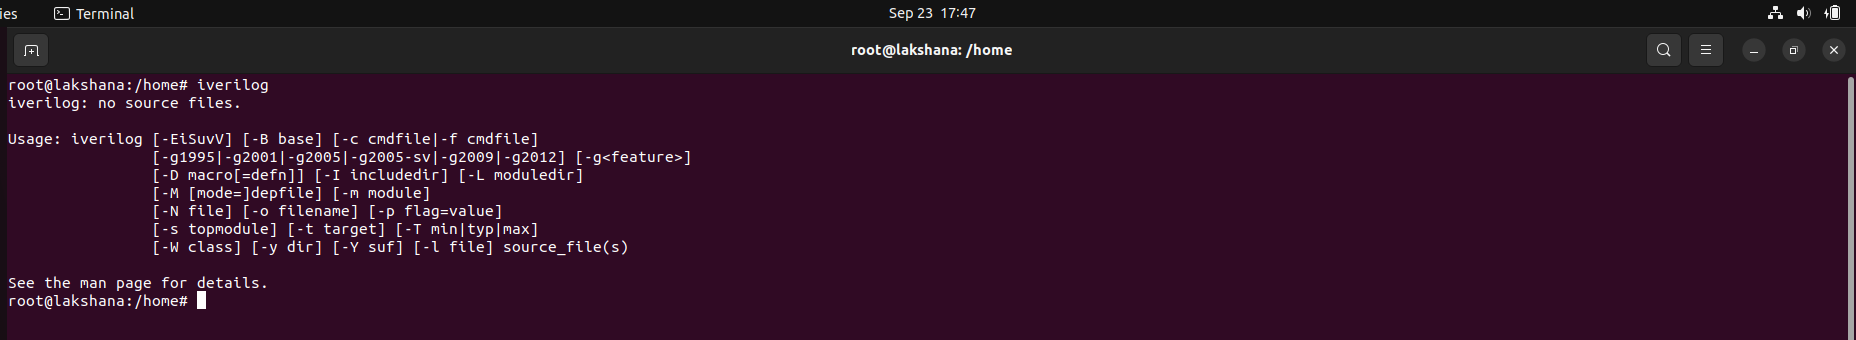 ies Terminal Sep 23 17:47
root@lakshana: /home
root@lakshana:/home# iverilog
iverilog: no source files.
Usage: iverilog [-EiSuvV] [-B base] [-c cmdfile|-f cmdfile]
[-g1995|-g2001|-g2005|-g2005-sv|-g2009|-g2012] [-g<feature>]
[-D macro[=defn]] [-I includedir] [-L moduledir]
[-M [mode=]depfile] [-m module]
[-N file] [-o filename] [-p flag=value]
[-s topmodule] [-t target] [-T min|typ|max]
[-W class] [-y dir] [-Y suf] [-l file] source_file(s)
See the man page for details.
root@lakshana:/home#